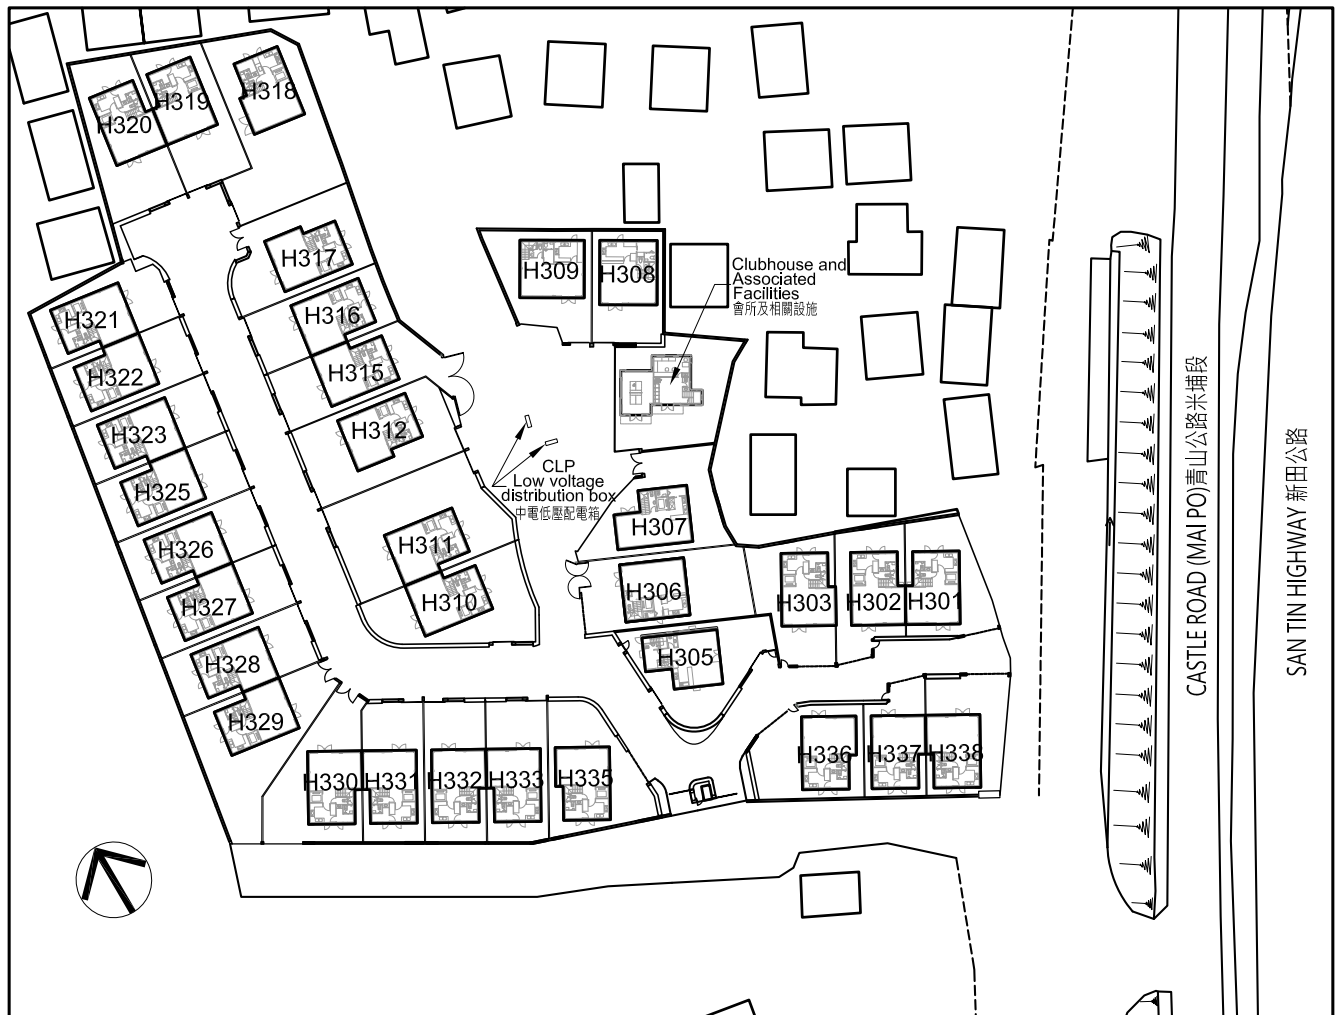 H318
H319
H320
H317
H309
H308
Clubhouse and
Associated
Facilities
會所及相關設施
H316
H321
H315
H322
H312
H323
H325
CLP
Low voltage
distribution box
中電低壓配電箱
H307
H311
H326
H306
H310
H327
H303
H302
H301
H328
H305
H329
H330
H331
H332
H333
H335
H336
H337
H338
CASTLE ROAD (MAI PO)青山公路米埔段
SAN TIN HIGHWAY 新田公路